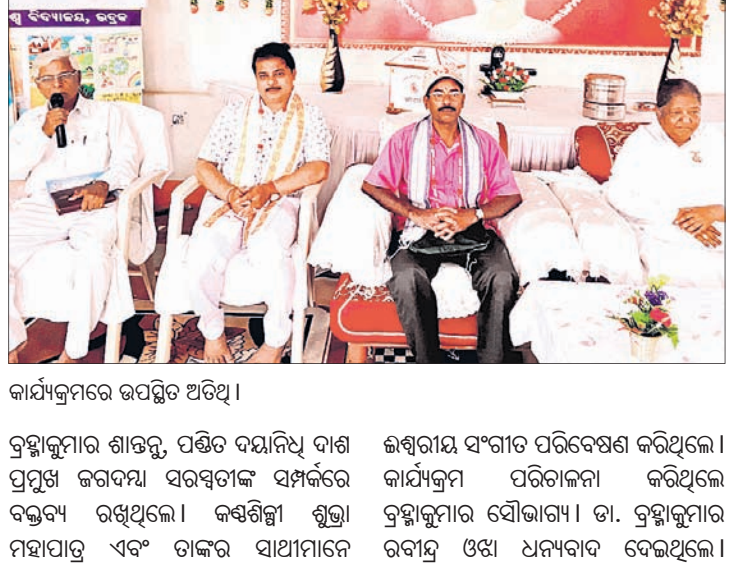 ଶ୍ୱ ବିଦ୍ୟାଳୟ, ଭଦ୍ରକ
କାର୍ଯ୍ୟକ୍ରମରେ ଉପସ୍ଥିତ ଅତିଥି।
ବ୍ରହ୍ମାକୁମାର ଶାନ୍ତନୁ, ପଣ୍ଡିତ ଦୟାନିଧି ଦାଶ
ପ୍ରମୁଖ ଜଗଦମ୍ବା ସରସ୍ୱତୀଙ୍କ ସମ୍ପର୍କରେ
ବକ୍ତବ୍ୟ ରଖିଥିଲେ। କଣ୍ଠଶିଳ୍ପୀ ଶୁଭ୍ରା
ମହାପାତ୍ର ଏବଂ ତାଙ୍କର ସାଥୀମାନେ
ଈଶ୍ୱରୀୟ ସଂଗୀତ ପରିବେଷଣ କରିଥିଲେ।
କାର୍ଯ୍ୟକ୍ରମ ପରିଚାଳନା କରିଥିଲେ
ବ୍ରହ୍ମାକୁମାର ସୌଭାଗ୍ୟ। ଡା. ବ୍ରହ୍ମାକୁମାର
ରବୀନ୍ଦ୍ର ଓଝା ଧନ୍ୟବାଦ ଦେଇଥିଲେ।